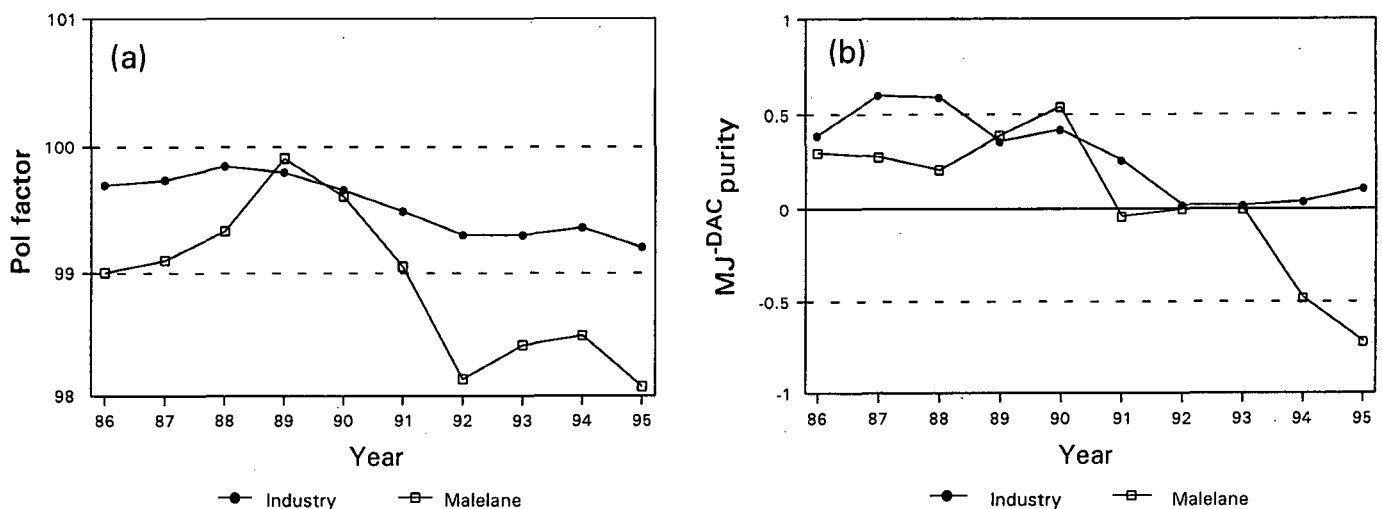 (a)
Pol factor
101
100
99
98
86 87 88 89 90 91 92 93 94 95
Year
Industry Malelane
(b)
MJ-DAC purity
1
0.5
0
-0.5
-1
86 87 88 89 90 91 92 93 94 95
Year
Industry Malelane